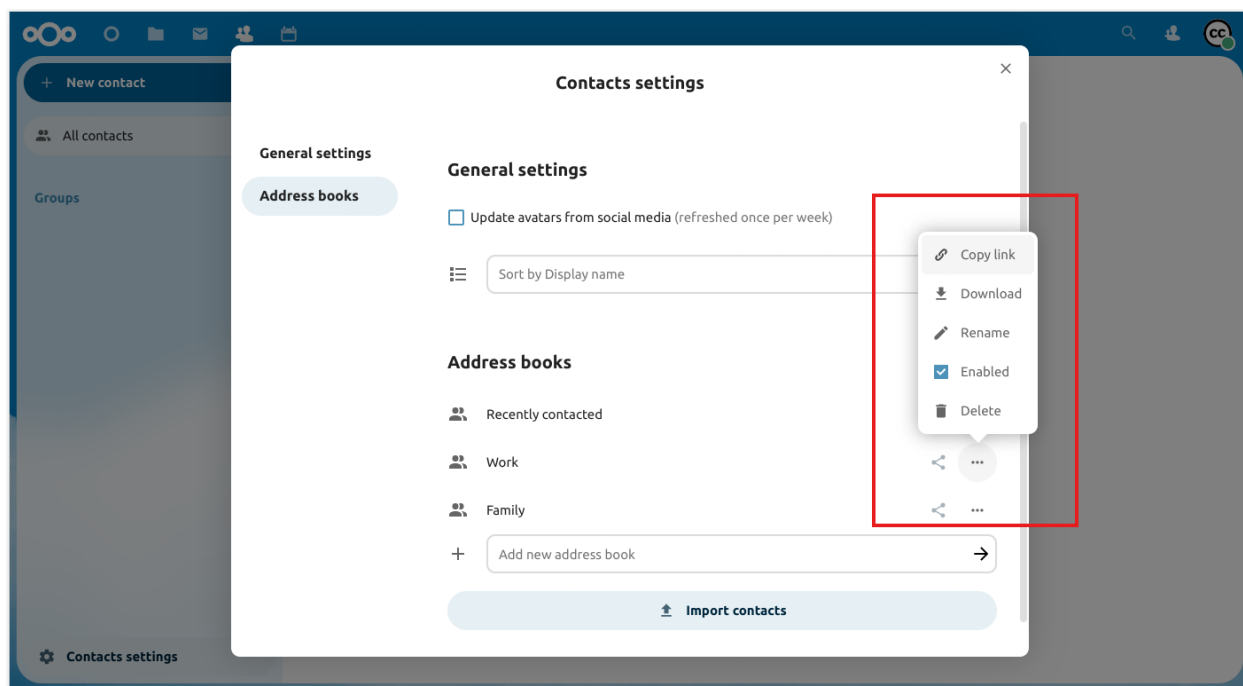 CC
New contact
All contacts
Groups
Contacts settings
Contacts settings
General settings
Address books
General settings
Update avatars from social media (refreshed once per week)
Sort by Display name
Address books
Recently contacted
Work
Family
Add new address book
Import contacts
Copy link
Download
Rename
Enabled
Delete